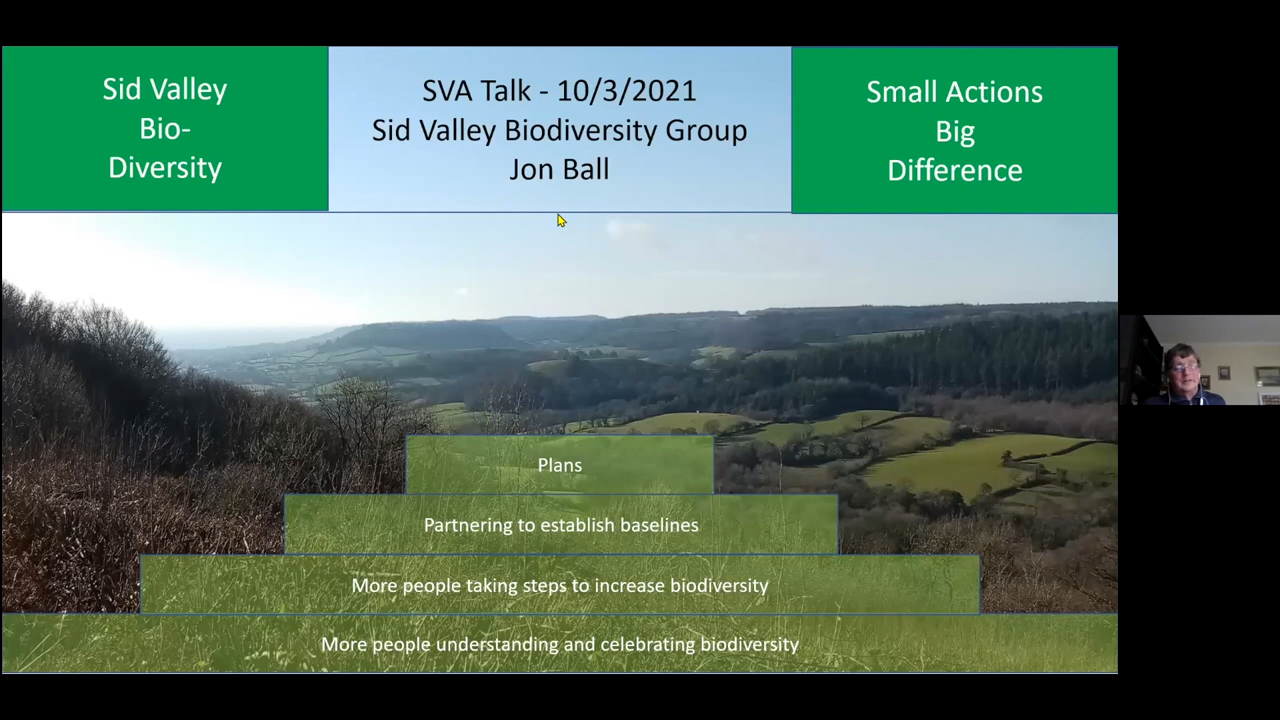 Sid Valley
Bio-
Diversity
SVA Talk - 10/3/2021
Sid Valley Biodiversity Group
Jon Ball
Small Actions
Big
Difference
Plans
Partnering to establish baselines
More people taking steps to increase biodiversity
More people understanding and celebrating biodiversity